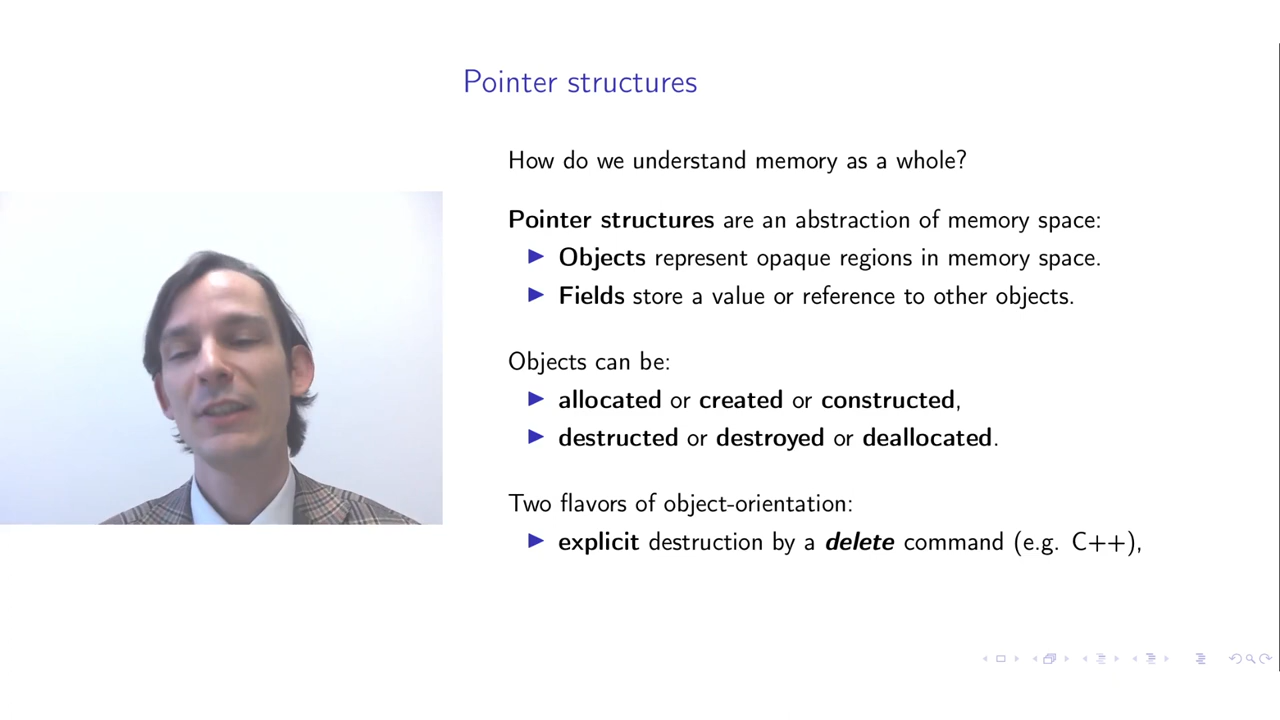 Pointer structures
How do we understand memory as a whole?
Pointer structures are an abstraction of memory space:
▶ Objects represent opaque regions in memory space.
▶ Fields store a value or reference to other objects.
Objects can be:
▶ allocated or created or constructed,
▶ destructed or destroyed or deallocated.
Two flavors of object-orientation:
▶ explicit destruction by a delete command (e.g. C++),